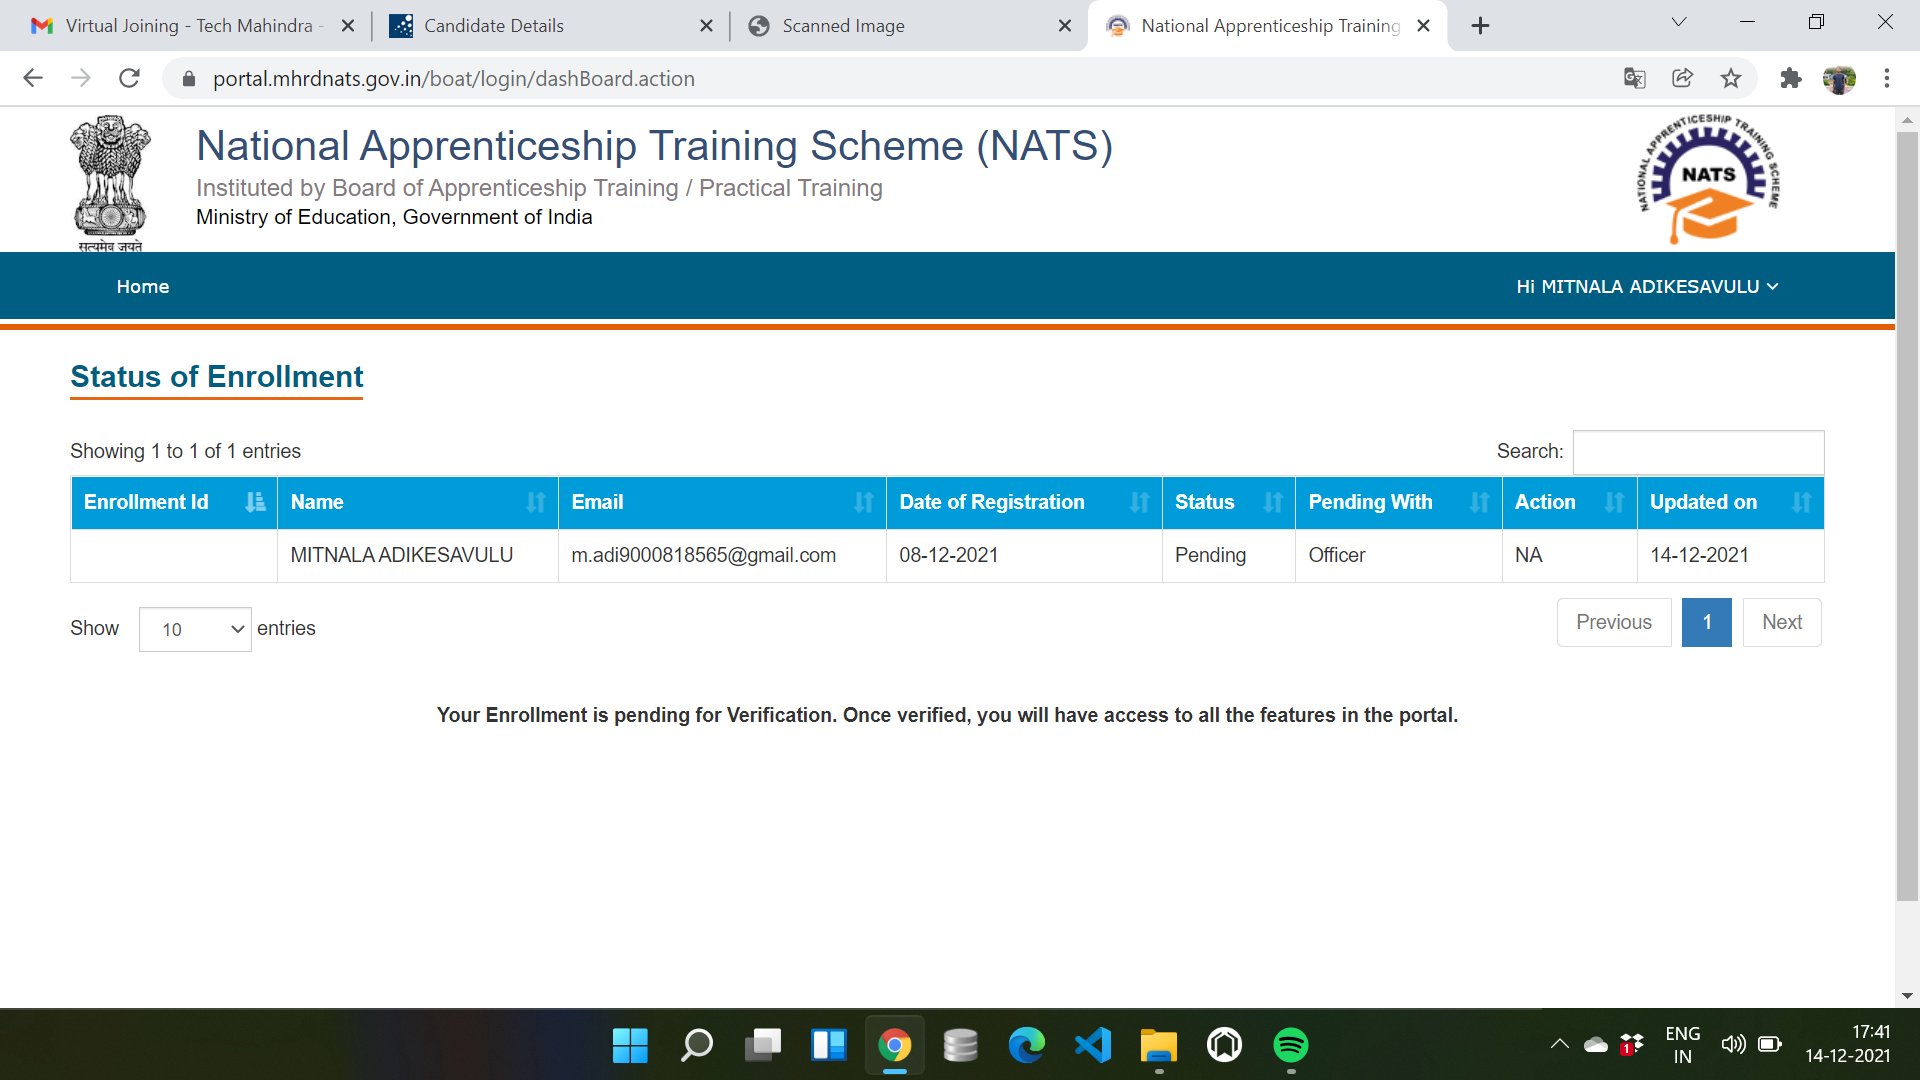 Virtual Joining - Tech Mahindra -
Candidate Details
Scanned Image
National Apprenticeship Training
portal.mhrdnats.gov.in/boat/login/dashBoard.action
National Apprenticeship Training Scheme (NATS)
Instituted by Board of Apprenticeship Training / Practical Training
Ministry of Education, Government of India
सत्यमेव जयते
NATIONAL APPRENTICESHIP TRAINING SCHEME
NATS
Home
Hi MITNALA ADIKESAVULU
Status of Enrollment
Showing 1 to 1 of 1 entries
Search:
Enrollment Id Name Email Date of Registration Status Pending With Action Updated on
MITNALA ADIKESAVULU m.adi9000818565@gmail.com 08-12-2021 Pending Officer NA 14-12-2021
Show 10 entries
Previous 1 Next
Your Enrollment is pending for Verification. Once verified, you will have access to all the features in the portal.
1
ENG
IN
17:41
14-12-2021